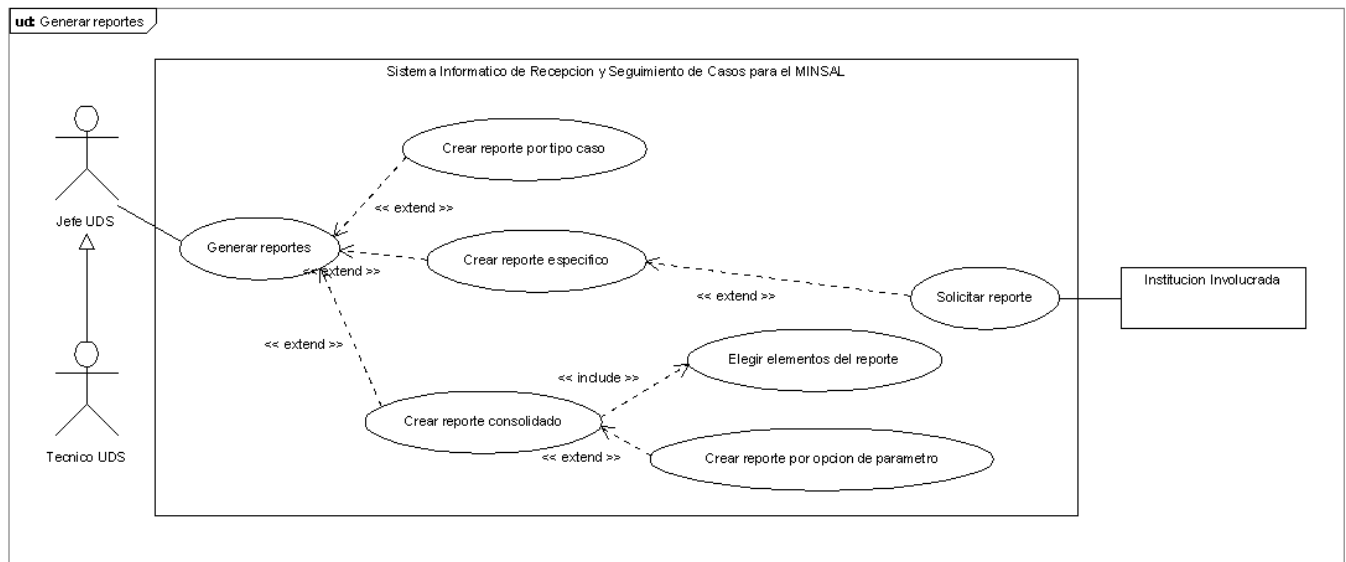 ud: Generar reportes
Sistema Informatico de Recepcion y Seguimiento de Casos para el MINSAL
Crear reporte por tipo caso
<< extend >>
Jefe UDS
Generar reportes
<< extend >>
Crear reporte especifico
<< extend >>
Solicitar reporte
Institucion Involucrada
<< extend >>
Elegir elementos del reporte
<< include >>
Crear reporte consolidado
Tecnico UDS
<< extend >>
Crear reporte por opcion de parametro